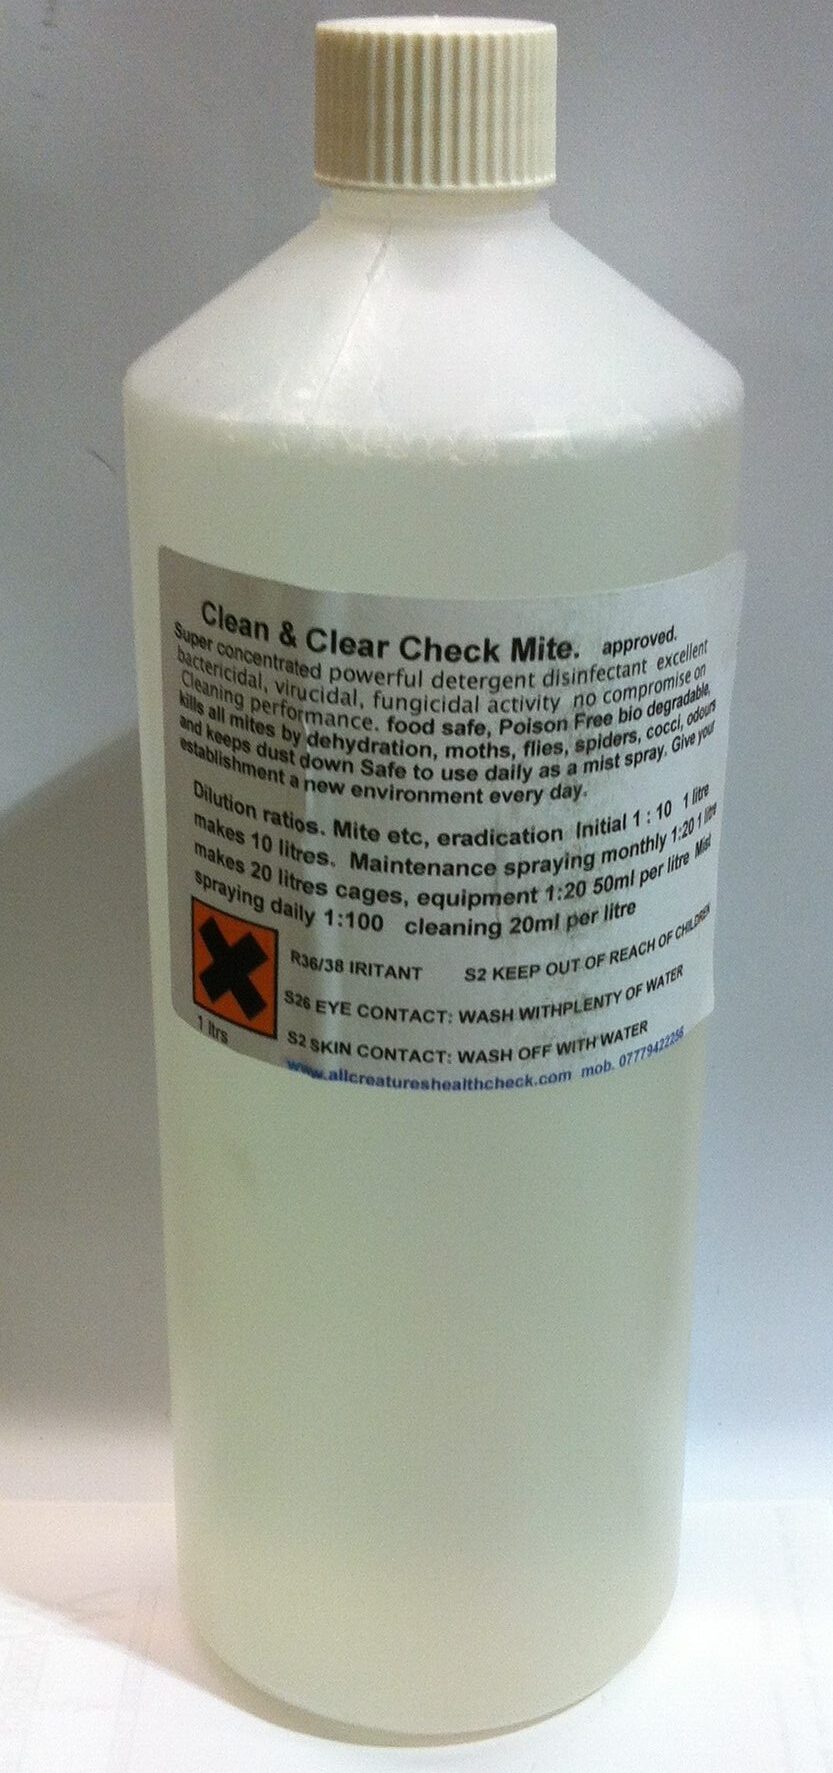 Clean & Clear Check Mite. approved.
Super concentrated powerful detergent disinfectant excellent
bactericidal, virucidal, fungicidal activity no compromise on
Cleaning performance. food safe, Poison Free bio degradable,
kills all mites by dehydration, moths, flies, spiders, cocci, odours
and keeps dust down Safe to use daily as a mist spray. Give your
establishment a new environment every day.
Dilution ratios. Mite etc, eradication Initial 1 : 10 1 litre
makes 10 litres. Maintenance spraying monthly 1:20 1 litre
makes 20 litres cages, equipment 1:20 50ml per litre Mist
spraying daily 1:100 cleaning 20ml per litre
R36/38 IRITANT S2 KEEP OUT OF REACH OF CHILDREN
S26 EYE CONTACT: WASH WITHPLENTY OF WATER
S2 SKIN CONTACT: WASH OFF WITH WATER
1 ltrs
www.allcreatureshealthcheck.com mob. 07779422256